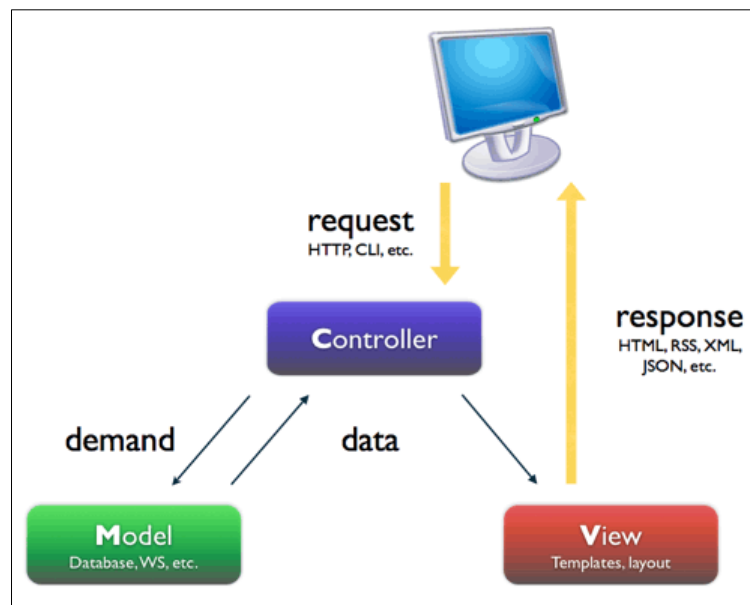 request
HTTP, CLI, etc.
Controller
response
HTML, RSS, XML,
JSON, etc.
demand
data
Model
Database, WS, etc.
View
Templates, layout